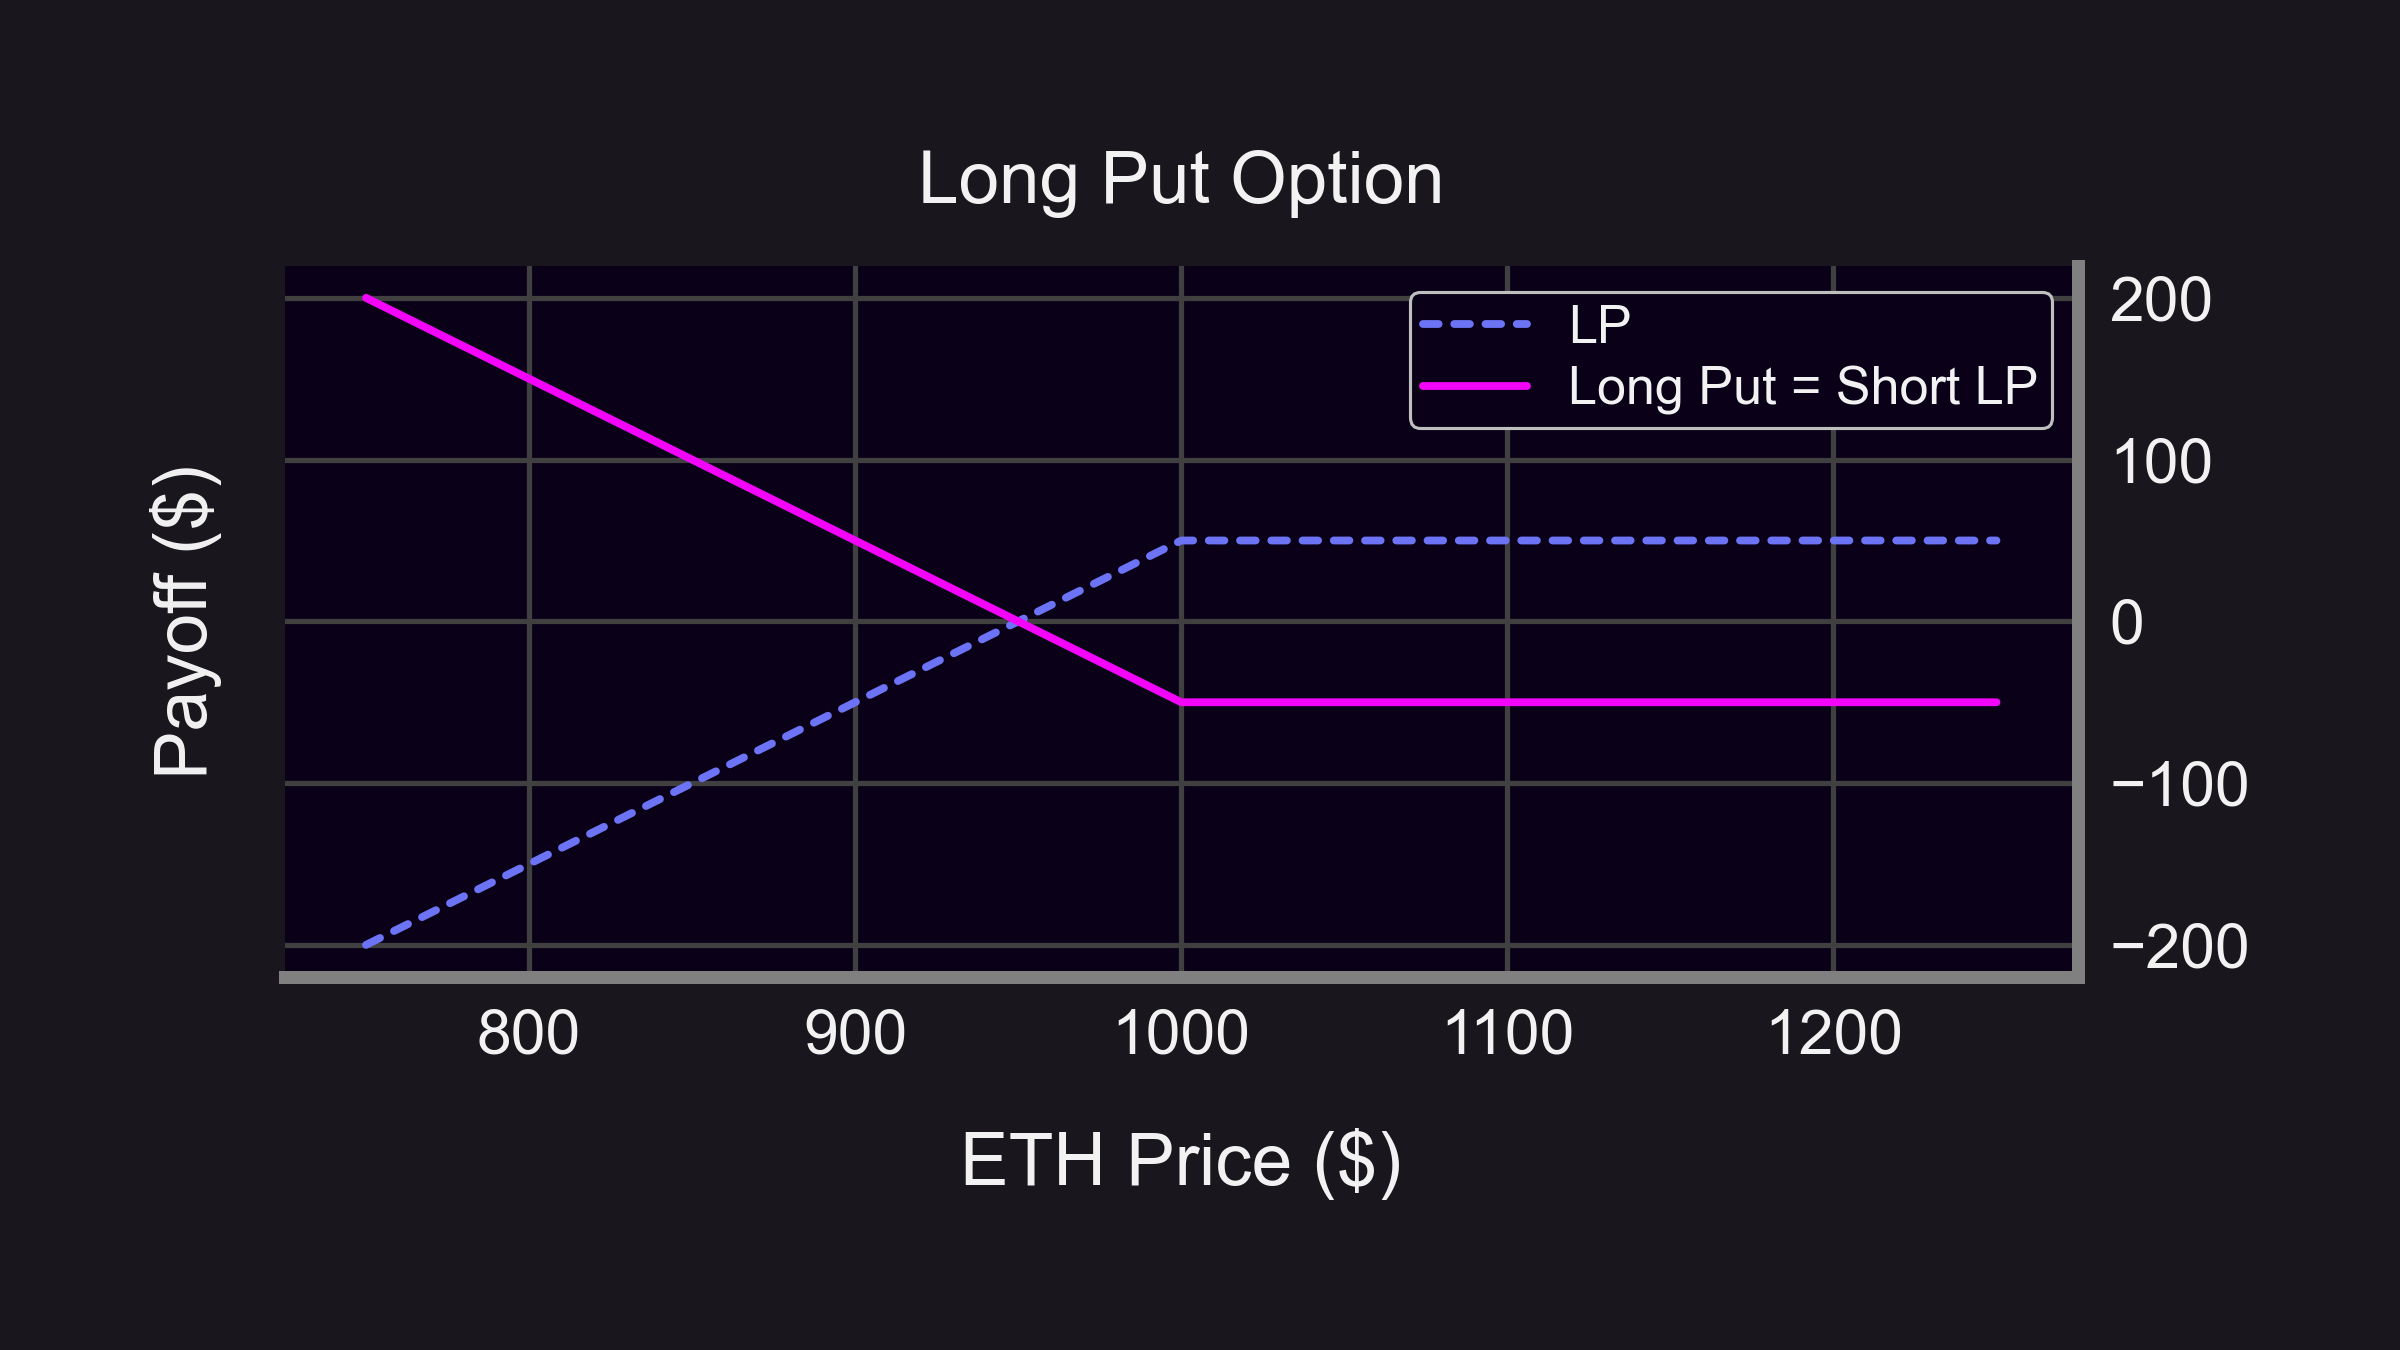 Long Put Option
LP
Long Put = Short LP
Payoff ($)
200
100
0
−100
−200
800
900
1000
1100
1200
ETH Price ($)